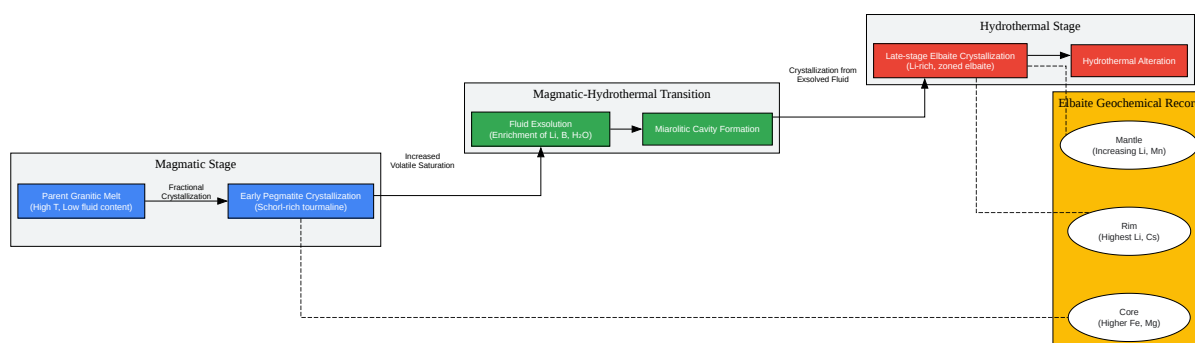 Magmatic Stage
Parent Granitic Melt
(High T, Low fluid content)
Fractional
Crystallization
Early Pegmatite Crystallization
(Schorl-rich tourmaline)
Increased
Volatile Saturation
Magmatic-Hydrothermal Transition
Fluid Exsolution
(Enrichment of Li, B, H₂O)
Miarolitic Cavity Formation
Crystallization from
Exsolved Fluid
Hydrothermal Stage
Late-stage Elbaite Crystallization
(Li-rich, zoned elbaite)
Hydrothermal Alteration
Elbaite Geochemical Recor
Mantle
(Increasing Li, Mn)
Rim
(Highest Li, Cs)
Core
(Higher Fe, Mg)